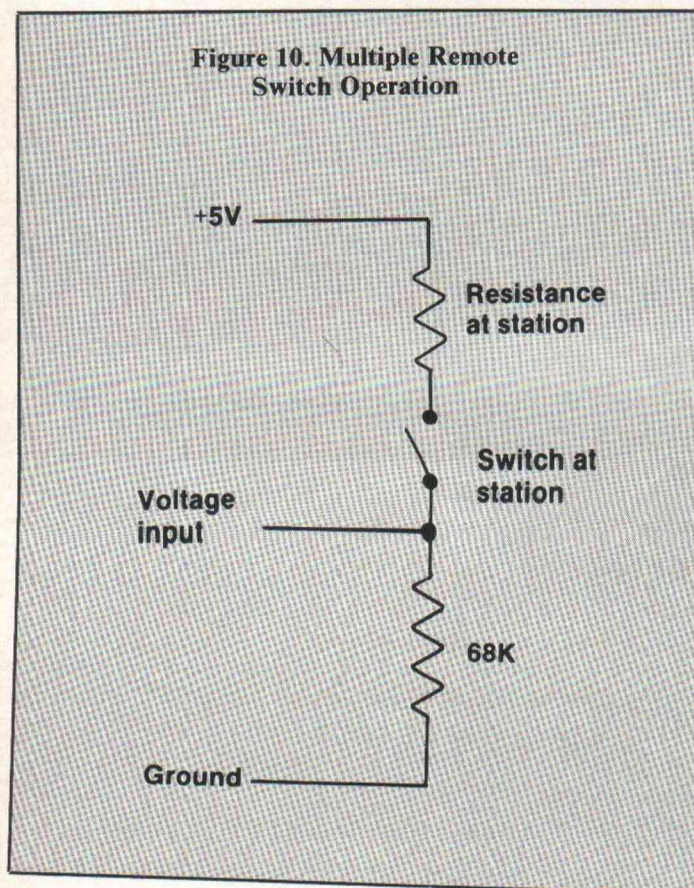 Figure 10. Multiple Remote
Switch Operation
+5V
Resistance
at station
Switch at
station
Voltage
input
68K
Ground